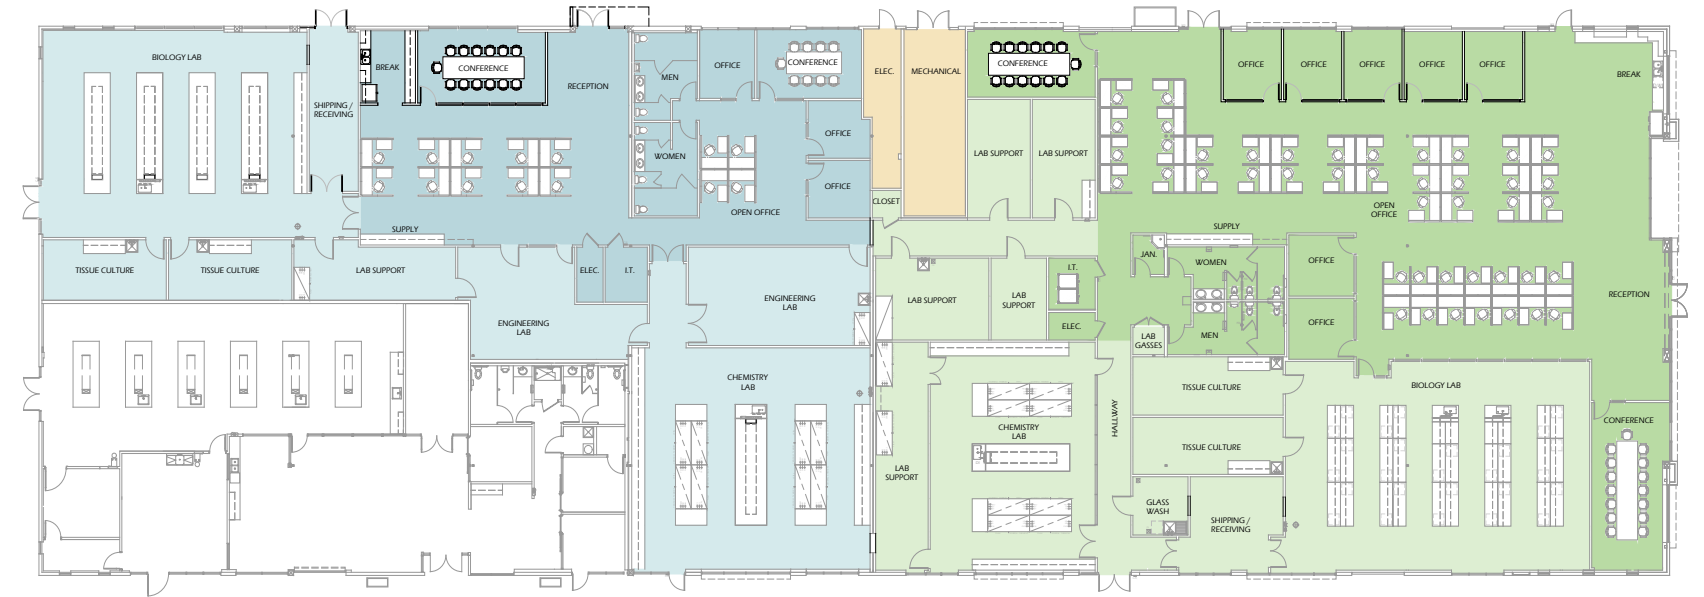 BIOLOGY LAB
SHIPPING /
RECEIVING
BREAK
CONFERENCE
RECEPTION
MEN
WOMEN
OFFICE
CONFERENCE
OFFICE
OFFICE
OPEN OFFICE
SUPPLY
TISSUE CULTURE
TISSUE CULTURE
LAB SUPPORT
ELEC.
I.T.
ENGINEERING
LAB
ENGINEERING
LAB
CHEMISTRY
LAB
ELEC.
MECHANICAL
CLOSET
CONFERENCE
LAB SUPPORT
LAB SUPPORT
LAB SUPPORT
LAB
SUPPORT
I.T.
ELEC.
LAB
SUPPORT
CHEMISTRY
LAB
HALLWAY
OFFICE
OFFICE
OFFICE
OFFICE
OFFICE
BREAK
OPEN
OFFICE
SUPPLY
JAN.
WOMEN
MEN
LAB
GASSES
OFFICE
OFFICE
RECEPTION
TISSUE CULTURE
TISSUE CULTURE
BIOLOGY LAB
CONFERENCE
GLASS
WASH
SHIPPING /
RECEIVING